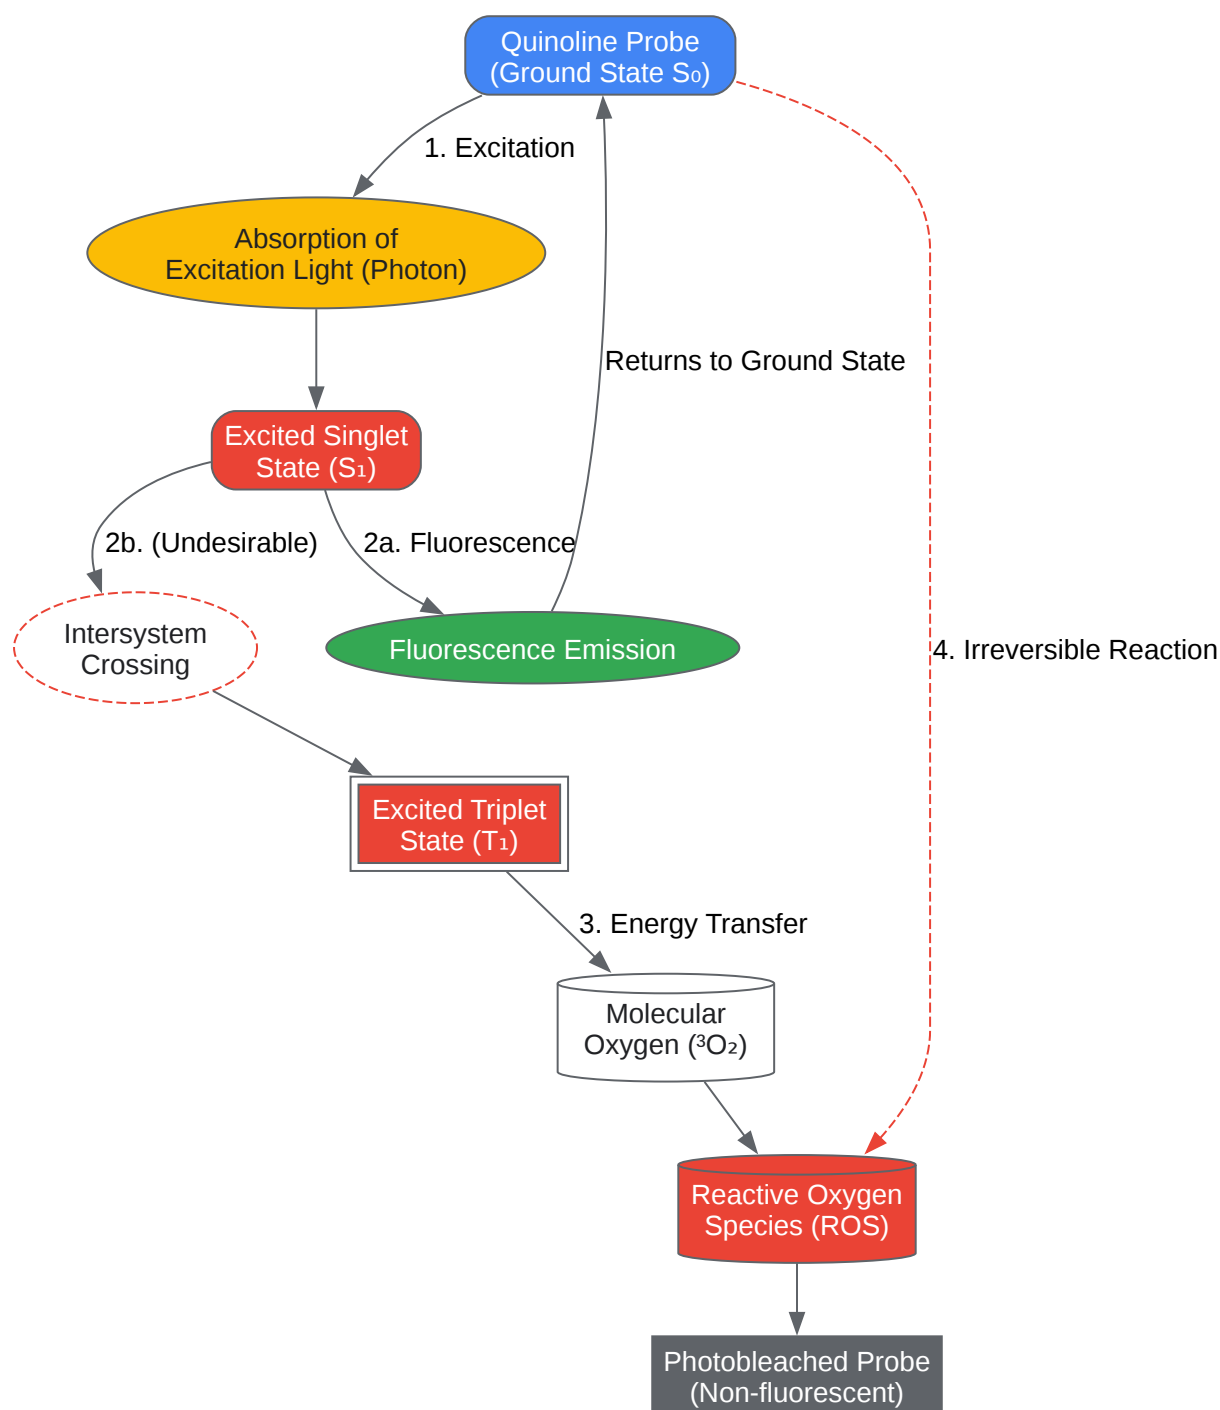 Quinoline Probe
(Ground State S₀)
1. Excitation
Absorption of
Excitation Light (Photon)
Returns to Ground State
Excited Singlet
State (S₁)
2b. (Undesirable)
2a. Fluorescence
Intersystem
Crossing
Fluorescence Emission
4. Irreversible Reaction
Excited Triplet
State (T₁)
3. Energy Transfer
Molecular
Oxygen (³O₂)
Reactive Oxygen
Species (ROS)
Photobleached Probe
(Non-fluorescent)